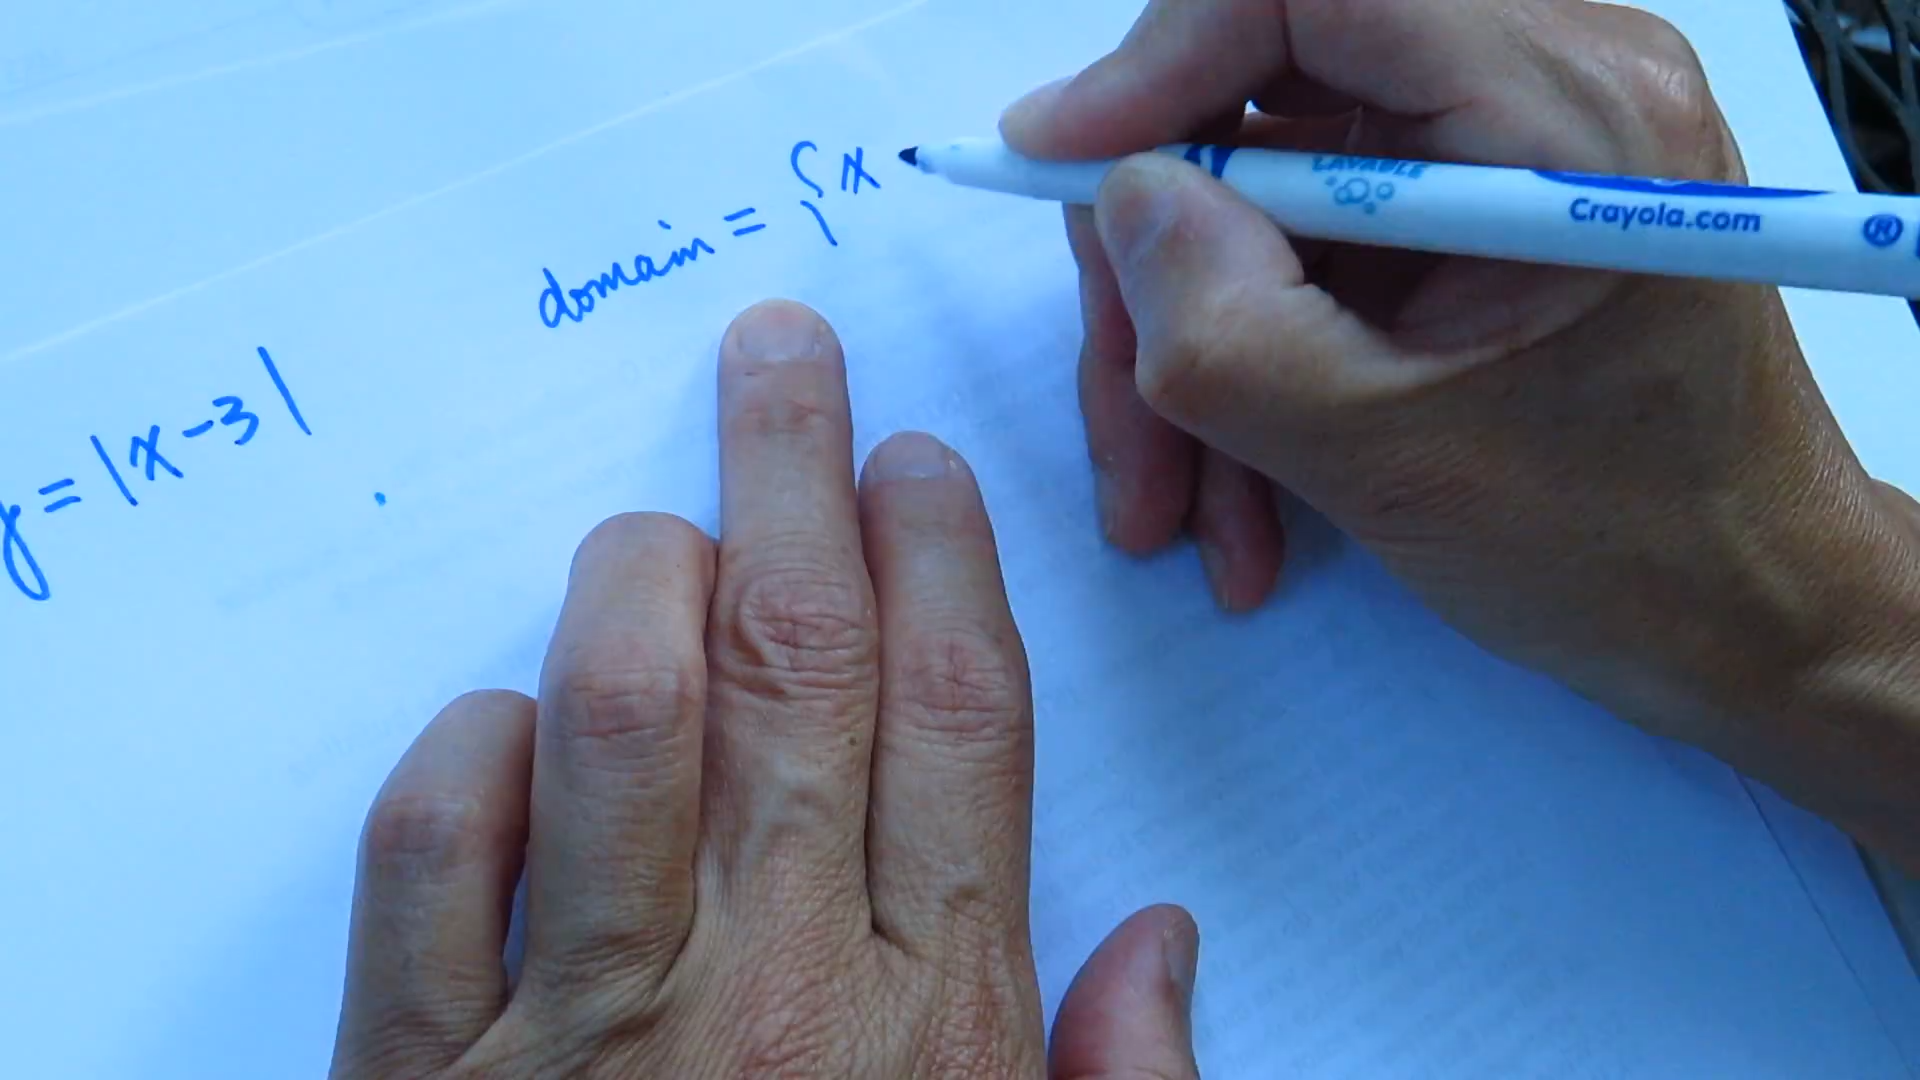 domain = { x
y = |x-3|
LAVABLE
Crayola.com ®